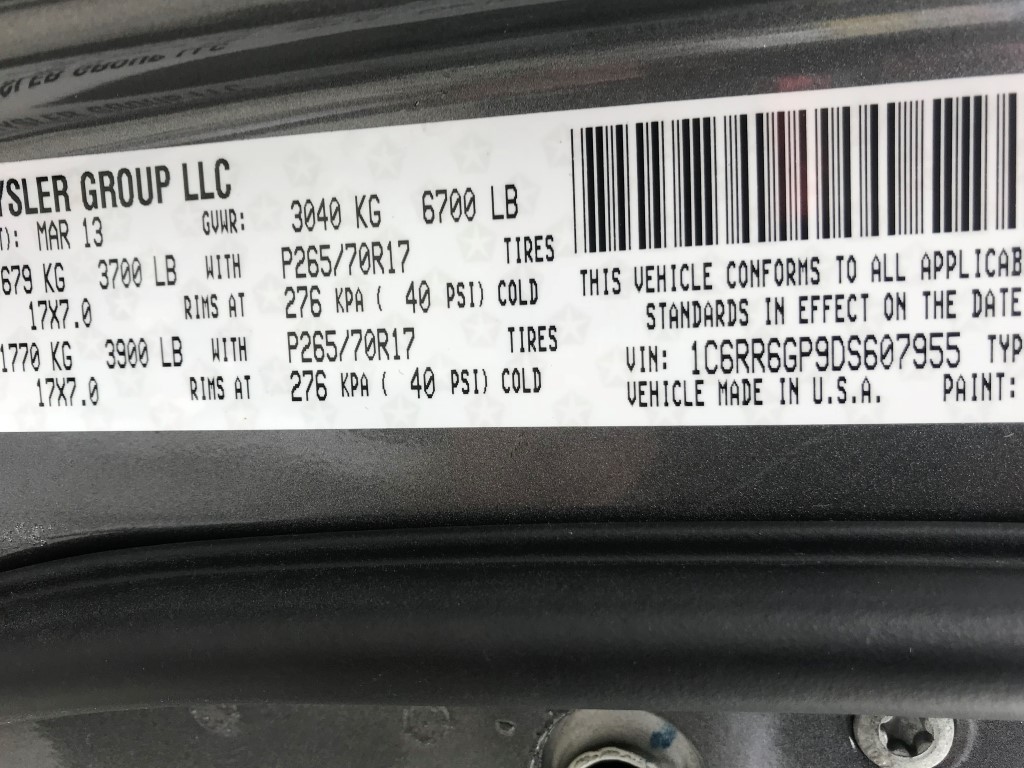 YSLER GROUP LLC
T): MAR 13 GVWR: 3040 KG 6700 LB
679 KG 3700 LB WITH P265/70R17 TIRES
17X7.0 RIMS AT 276 KPA ( 40 PSI) COLD
1770 KG 3900 LB WITH P265/70R17 TIRES
17X7.0 RIMS AT 276 KPA ( 40 PSI) COLD
THIS VEHICLE CONFORMS TO ALL APPLICAB
STANDARDS IN EFFECT ON THE DATE
VIN: 1C6RR6GP9DS607955 TYP
VEHICLE MADE IN U.S.A. PAINT: